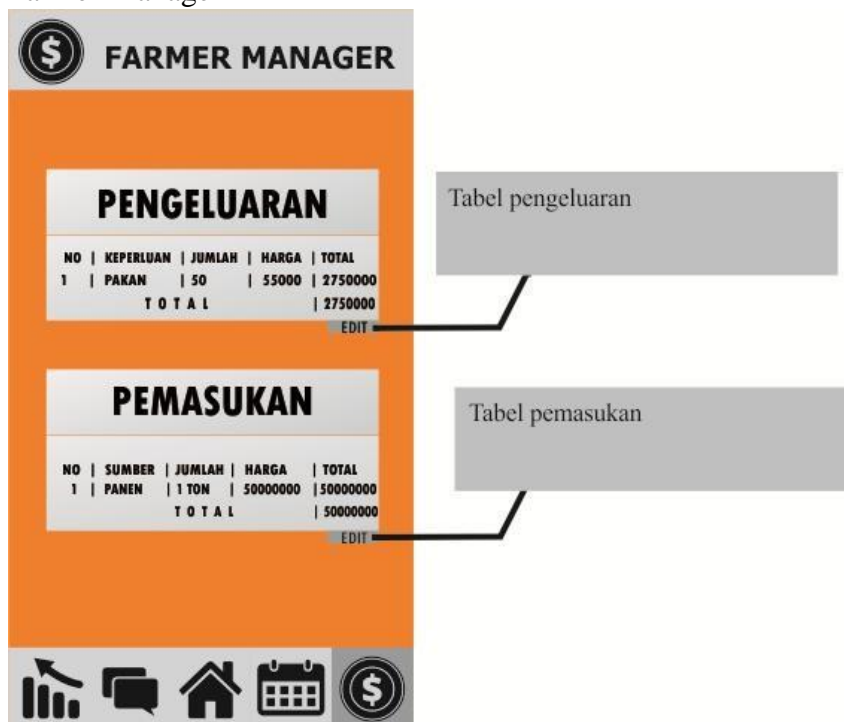 FARMER MANAGER
PENGELUARAN
NO | KEPERLUAN | JUMLAH | HARGA | TOTAL
1 | PAKAN | 50 | 55000 | 2750000
T O T A L | 2750000
EDIT
Tabel pengeluaran
PEMASUKAN
NO | SUMBER | JUMLAH | HARGA | TOTAL
1 | PANEN | 1 TON | 50000000 | 50000000
T O T A L | 50000000
EDIT
Tabel pemasukan